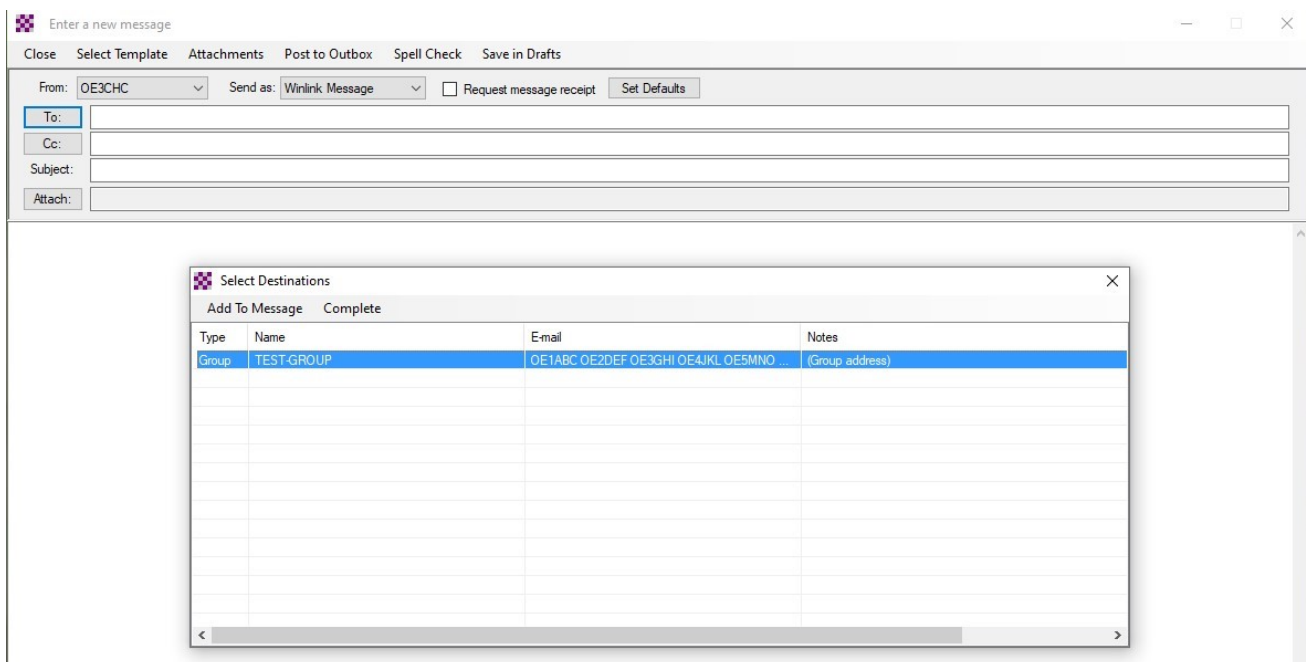 Enter a new message
Close Select Template Attachments Post to Outbox Spell Check Save in Drafts
From: OE3CHC Send as: Winlink Message Request message receipt Set Defaults
To:
Cc:
Subject:
Attach:
Select Destinations
Add To Message Complete
Type Name E-mail Notes
Group TEST-GROUP OE1ABC OE2DEF OE3GHI OE4JKL OE5MNO ... (Group address)